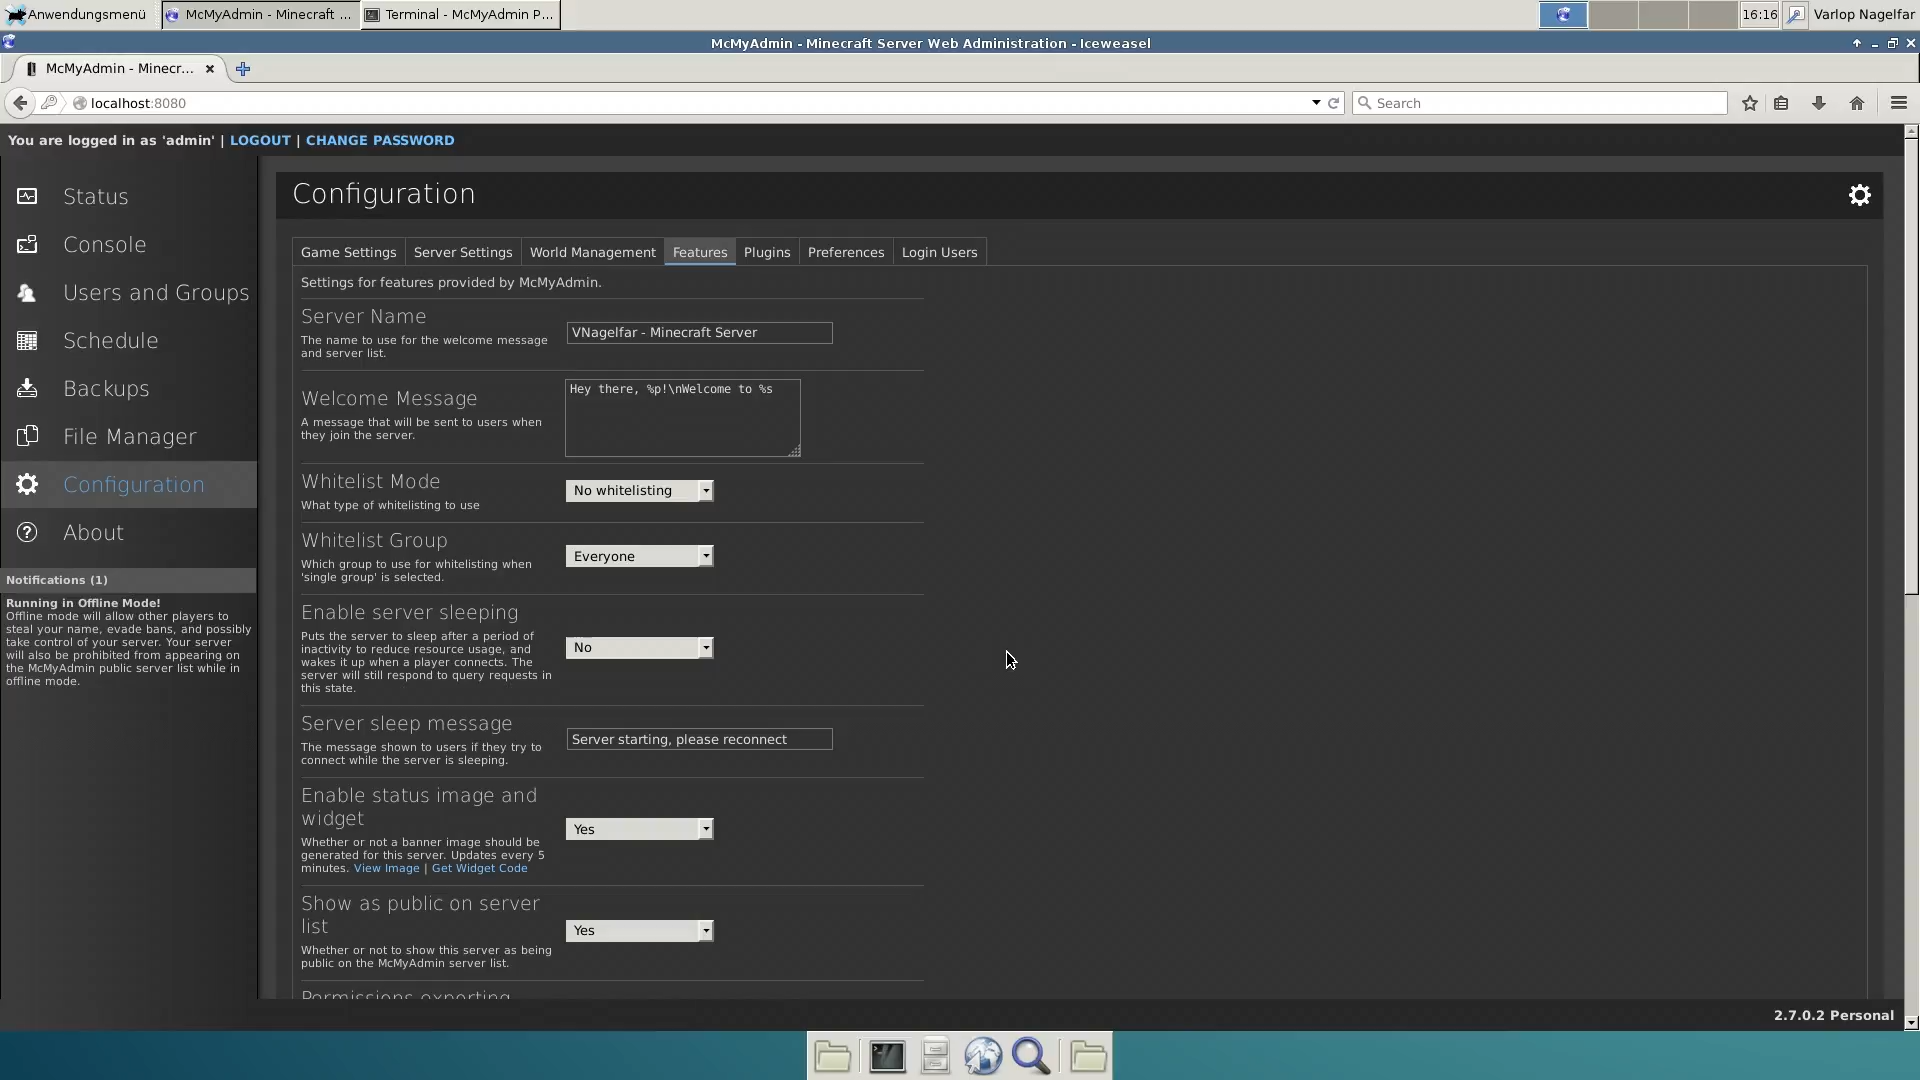 Anwendungsmenü
McMyAdmin - Minecraft ...
Terminal - McMyAdmin P...
16:16
Varlop Nagelfar
McMyAdmin - Minecraft Server Web Administration - Iceweasel
McMyAdmin - Minecr...
localhost:8080
Search
You are logged in as 'admin' | LOGOUT | CHANGE PASSWORD
Status
Console
Users and Groups
Schedule
Backups
File Manager
Configuration
About
Notifications (1)
Running in Offline Mode!
Offline mode will allow other players to
steal your name, evade bans, and possibly
take control of your server. Your server
will also be prohibited from appearing on
the McMyAdmin public server list while in
offline mode.
Configuration
Game Settings
Server Settings
World Management
Features
Plugins
Preferences
Login Users
Settings for features provided by McMyAdmin.
Server Name
The name to use for the welcome message
and server list.
VNagelfar - Minecraft Server
Welcome Message
A message that will be sent to users when
they join the server.
Hey there, %p!\nWelcome to %s
Whitelist Mode
What type of whitelisting to use
No whitelisting
Whitelist Group
Which group to use for whitelisting when
'single group' is selected.
Everyone
Enable server sleeping
Puts the server to sleep after a period of
inactivity to reduce resource usage, and
wakes it up when a player connects. The
server will still respond to query requests in
this state.
No
Server sleep message
The message shown to users if they try to
connect while the server is sleeping.
Server starting, please reconnect
Enable status image and
widget
Whether or not a banner image should be
generated for this server. Updates every 5
minutes. View Image | Get Widget Code
Yes
Show as public on server
list
Whether or not to show this server as being
public on the McMyAdmin server list.
Yes
Permissions exporting
2.7.0.2 Personal